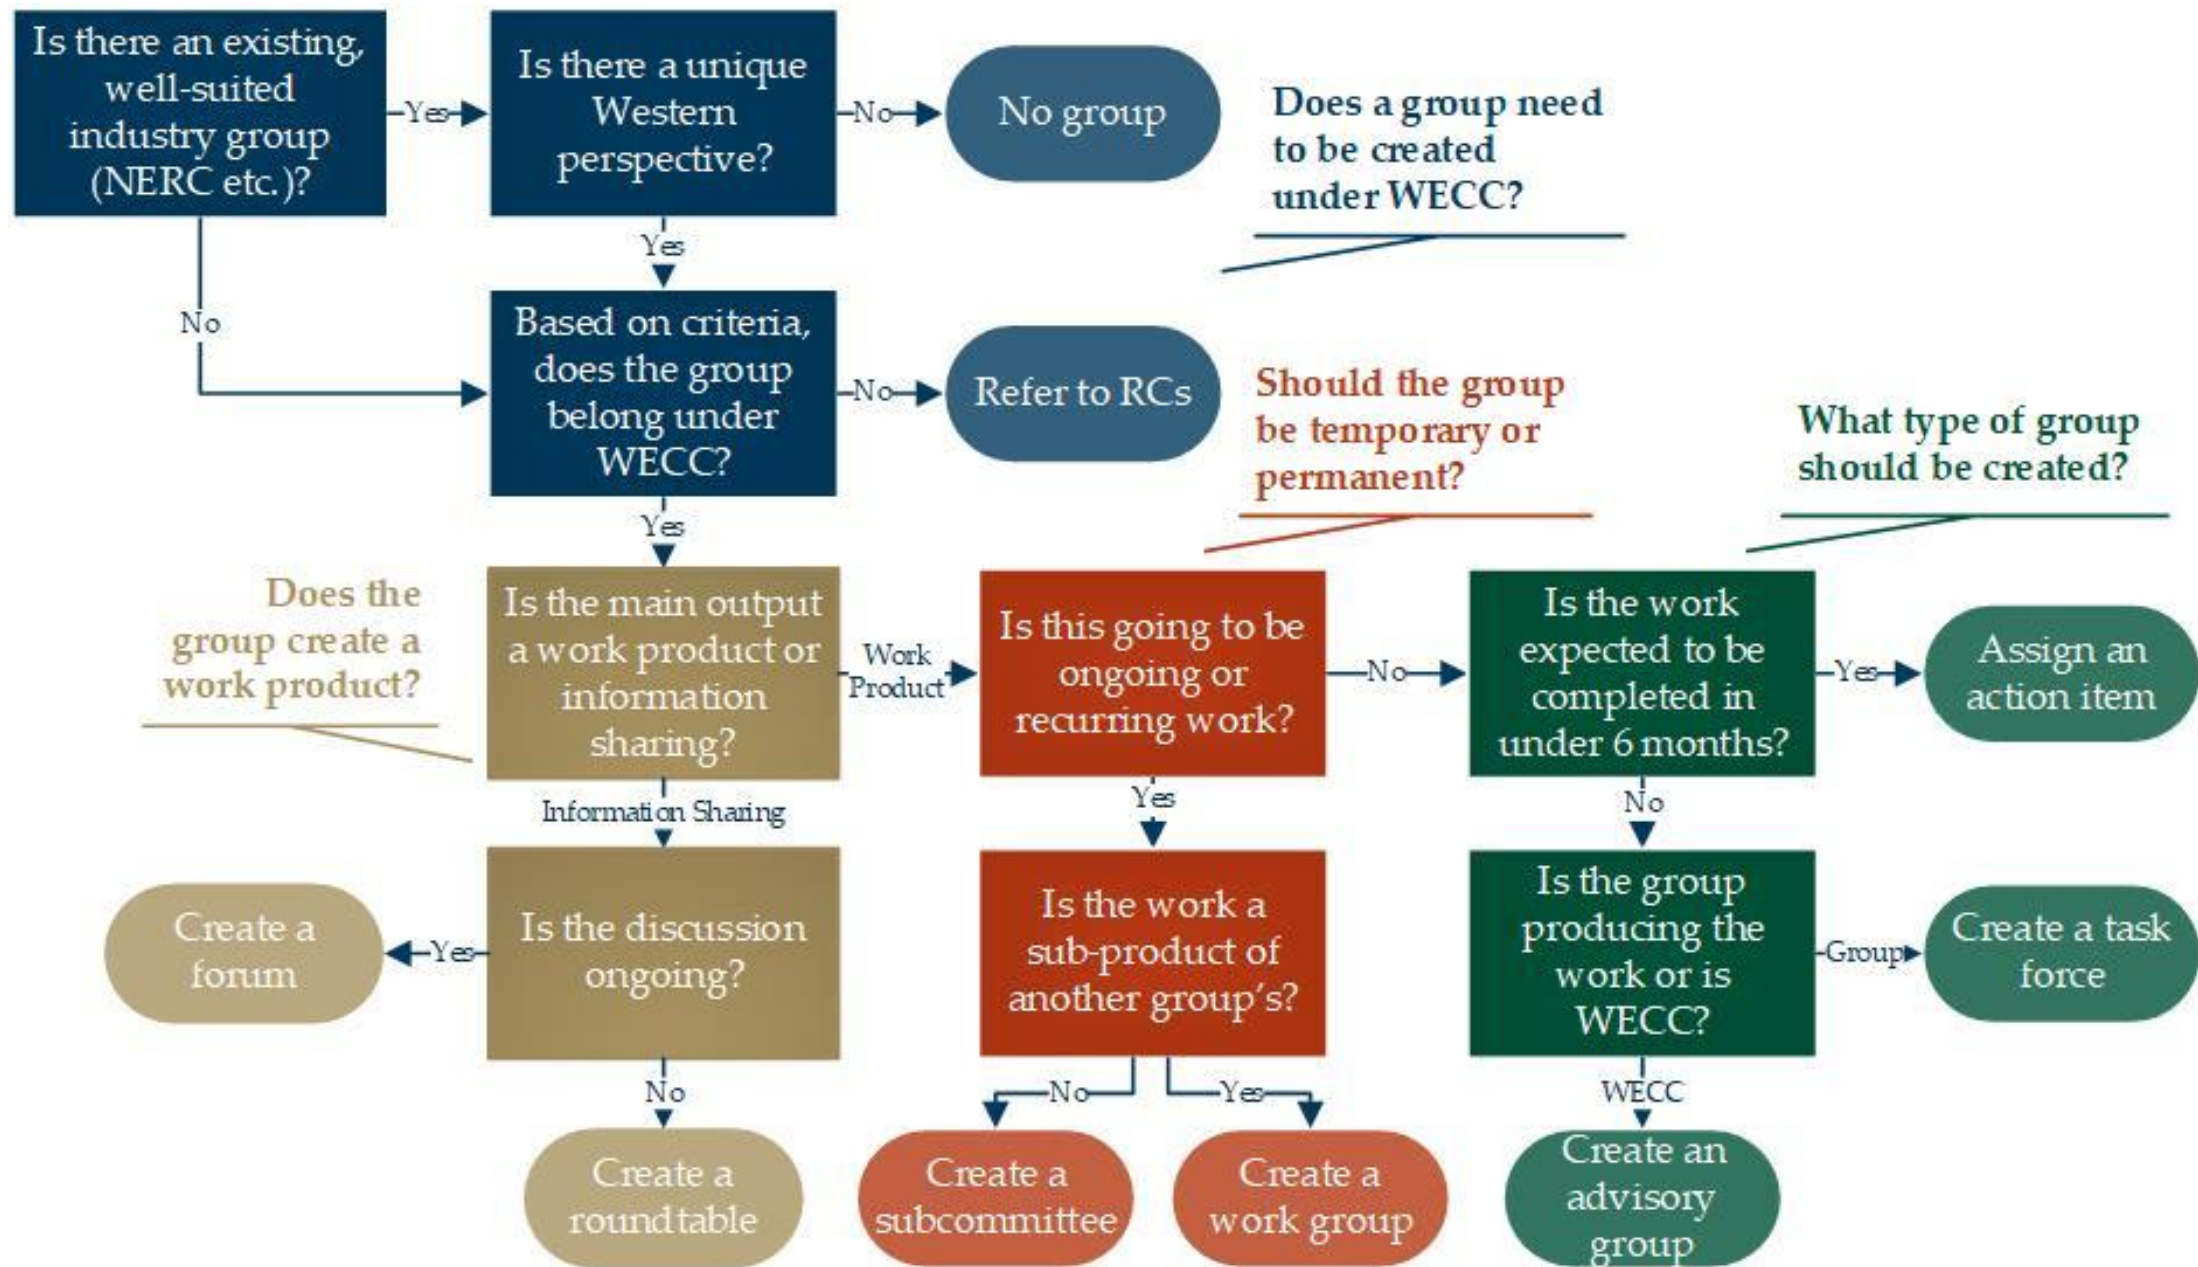 Is there an existing,
well-suited
industry group
(NERC etc.)?
Yes
Is there a unique
Western
perspective?
No
No group
Does a group need
to be created
under WECC?
Yes
No
Based on criteria,
does the group
belong under
WECC?
No
Refer to RCs
Should the group
be temporary or
permanent?
What type of group
should be created?
Yes
Does the
group create a
work product?
Is the main output
a work product or
information
sharing?
Work
Product
Is this going to be
ongoing or
recurring work?
No
Is the work
expected to be
completed in
under 6 months?
Yes
Assign an
action item
Information Sharing
Yes
No
Create a
forum
Yes
Is the discussion
ongoing?
Is the work a
sub-product of
another group's?
Is the group
producing the
work or is
WECC?
Group
Create a task
force
No
No
Yes
WECC
Create a
roundtable
Create a
subcommittee
Create a
work group
Create an
advisory
group